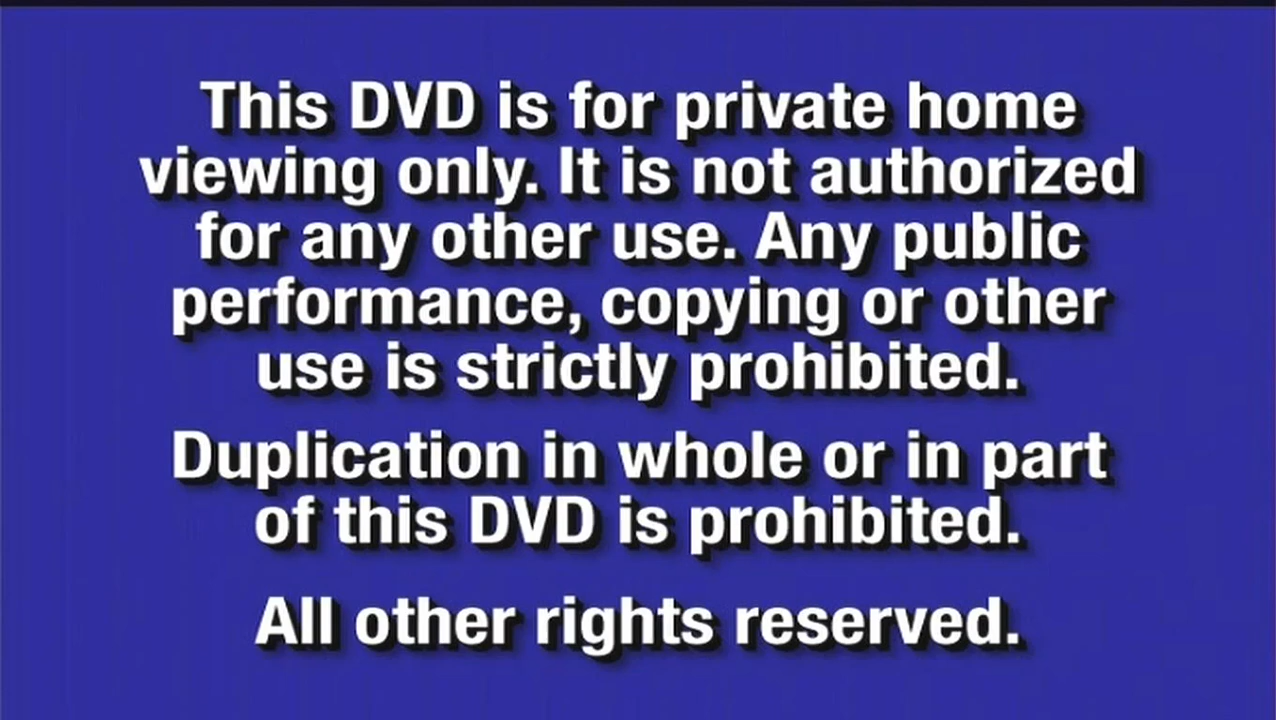 This DVD is for private home
viewing only. It is not authorized
for any other use. Any public
performance, copying or other
use is strictly prohibited.
Duplication in whole or in part
of this DVD is prohibited.
All other rights reserved.